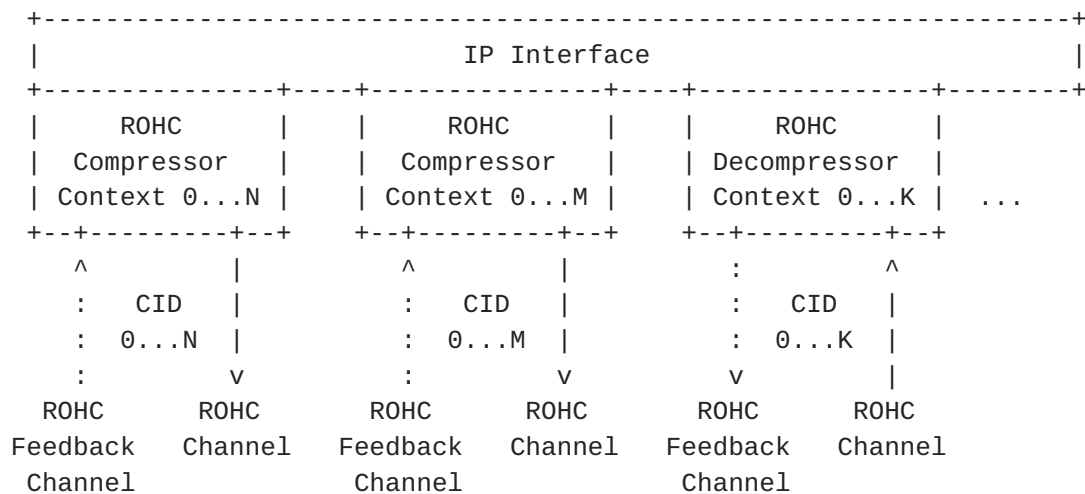 IP Interface
ROHC ROHC ROHC
Compressor Compressor Decompressor
Context 0...N Context 0...M Context 0...K ...
CID CID CID
0...N 0...M 0...K
ROHC ROHC ROHC ROHC ROHC ROHC
Feedback Channel Feedback Channel Feedback Channel
Channel Channel Channel